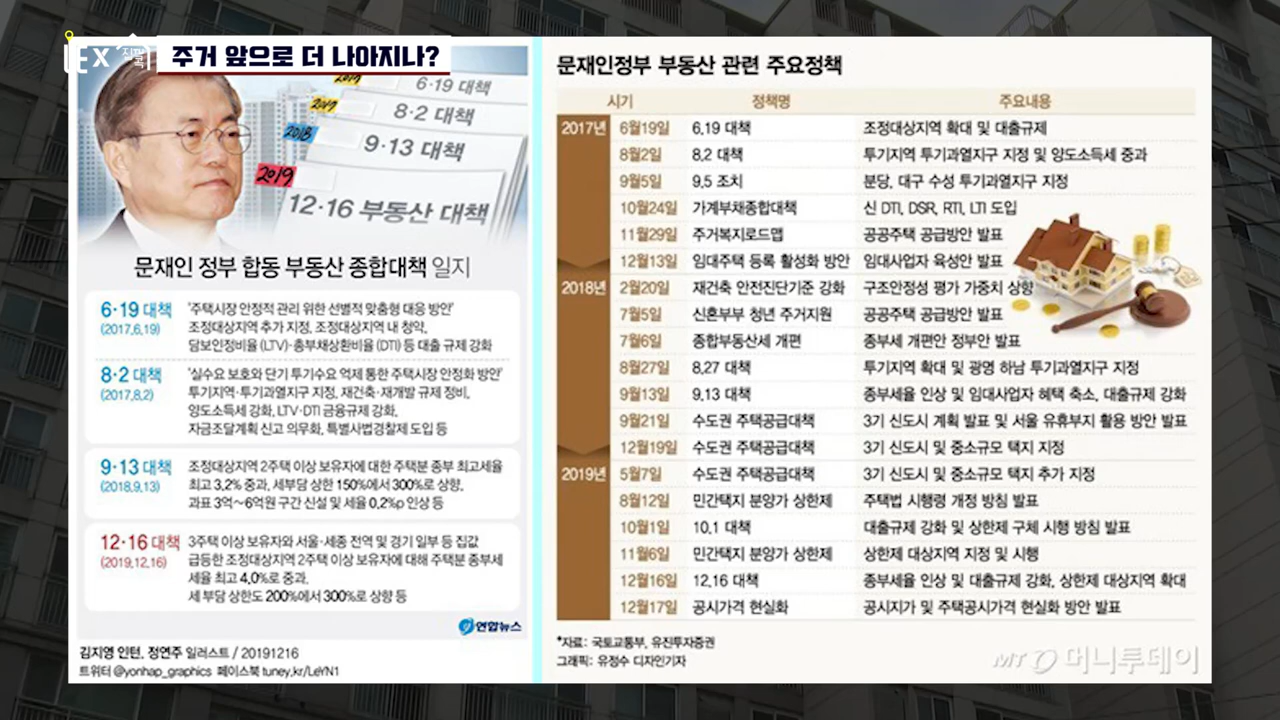 LEX 집밖록
주거 앞으로 더 나아지나?
2017
6·19 대책
2017
8·2 대책
2018
9·13 대책
2019
12·16 부동산 대책
문재인 정부 합동 부동산 종합대책 일지
6·19 대책
(2017.6.19)
'주택시장 안정적 관리 위한 선별적 맞춤형 대응 방안'
조정대상지역 추가 지정, 조정대상지역 내 청약,
담보인정비율 (LTV)·총부채상환비율 (DTI) 등 대출 규제 강화
8·2 대책
(2017.8.2)
'실수요 보호와 단기 투기수요 억제 통한 주택시장 안정화 방안'
투기지역·투기과열지구 지정, 재건축·재개발 규제 정비,
양도소득세 강화, LTV·DTI 금융규제 강화,
자금조달계획 신고 의무화, 특별사법경찰제 도입 등
9·13 대책
(2018.9.13)
조정대상지역 2주택 이상 보유자에 대한 주택분 종부 최고세율
최고 3.2% 중과, 세부담 상한 150%에서 300%로 상향,
과표 3억~6억원 구간 신설 및 세율 0.2%p 인상 등
12·16 대책
(2019.12.16)
3주택 이상 보유자와 서울·세종 전역 및 경기 일부 등 집값
급등한 조정대상지역 2주택 이상 보유자에 대해 주택분 종부세
세율 최고 4.0%로 중과,
세 부담 상한도 200%에서 300%로 상향 등
연합뉴스
김지영 인턴, 정연주 일러스트 / 20191216
트위터 @yonhap_graphics 페이스북 tuney.kr/LeYN1
문재인정부 부동산 관련 주요정책
시기 정책명 주요내용
2017년 6월19일 6.19 대책 조정대상지역 확대 및 대출규제
8월2일 8.2 대책 투기지역 투기과열지구 지정 및 양도소득세 중과
9월5일 9.5 조치 분당, 대구 수성 투기과열지구 지정
10월24일 가계부채종합대책 신 DTI, DSR, RTI, LTI 도입
11월29일 주거복지로드맵 공공주택 공급방안 발표
12월13일 임대주택 등록 활성화 방안 임대사업자 육성안 발표
2018년 2월20일 재건축 안전진단기준 강화 구조안정성 평가 가중치 상향
7월5일 신혼부부 청년 주거지원 공공주택 공급방안 발표
7월6일 종합부동산세 개편 종부세 개편안 정부안 발표
8월27일 8.27 대책 투기지역 확대 및 광명 하남 투기과열지구 지정
9월13일 9.13 대책 종부세율 인상 및 임대사업자 혜택 축소, 대출규제 강화
9월21일 수도권 주택공급대책 3기 신도시 계획 발표 및 서울 유휴부지 활용 방안 발표
12월19일 수도권 주택공급대책 3기 신도시 및 중소규모 택지 지정
2019년 5월7일 수도권 주택공급대책 3기 신도시 및 중소규모 택지 추가 지정
8월12일 민간택지 분양가 상한제 주택법 시행령 개정 방침 발표
10월1일 10.1 대책 대출규제 강화 및 상한제 구체 시행 방침 발표
11월6일 민간택지 분양가 상한제 상한제 대상지역 지정 및 시행
12월16일 12.16 대책 종부세율 인상 및 대출규제 강화, 상한제 대상지역 확대
12월17일 공시가격 현실화 공시지가 및 주택공시가격 현실화 방안 발표
*자료: 국토교통부, 유진투자증권
그래픽: 유정수 디자인기자
MT 머니투데이